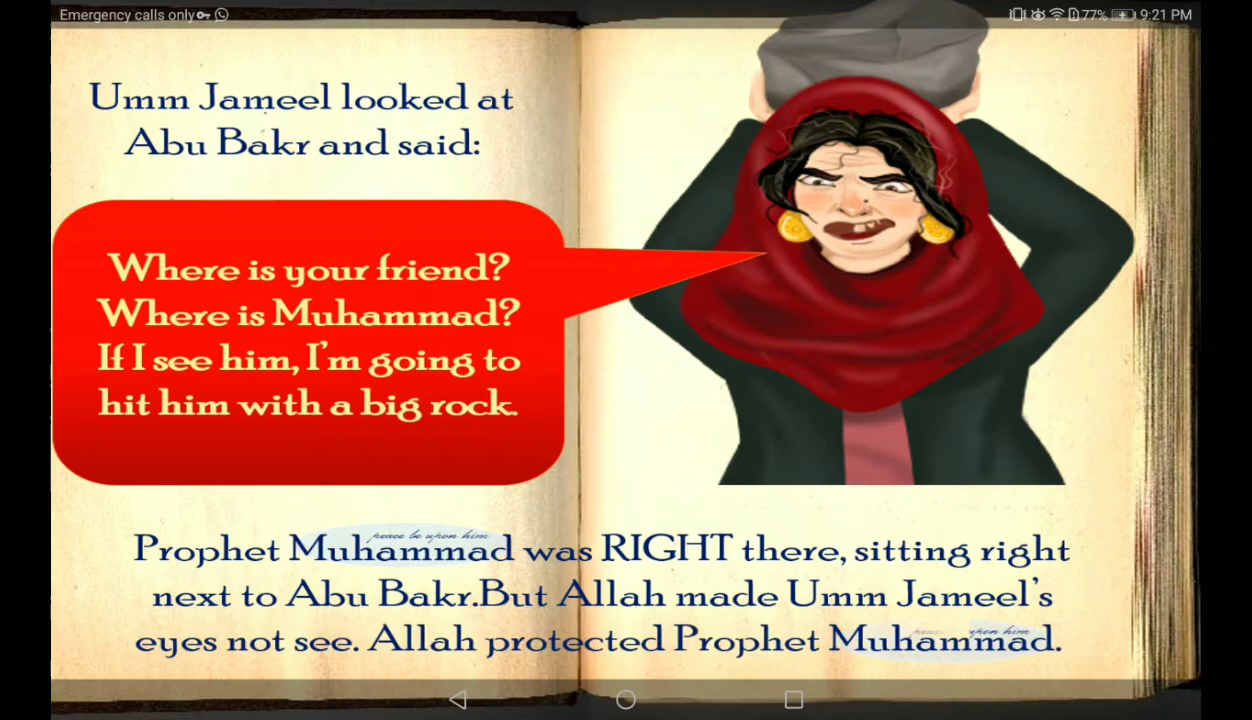 Emergency calls only
77%
9:21 PM
Umm Jameel looked at
Abu Bakr and said:
Where is your friend?
Where is Muhammad?
If I see him, I'm going to
hit him with a big rock.
peace be upon him
Prophet Muhammad was RIGHT there, sitting right
next to Abu Bakr.But Allah made Umm Jameel's
eyes not see. Allah protected Prophet Muhammad.
upon him